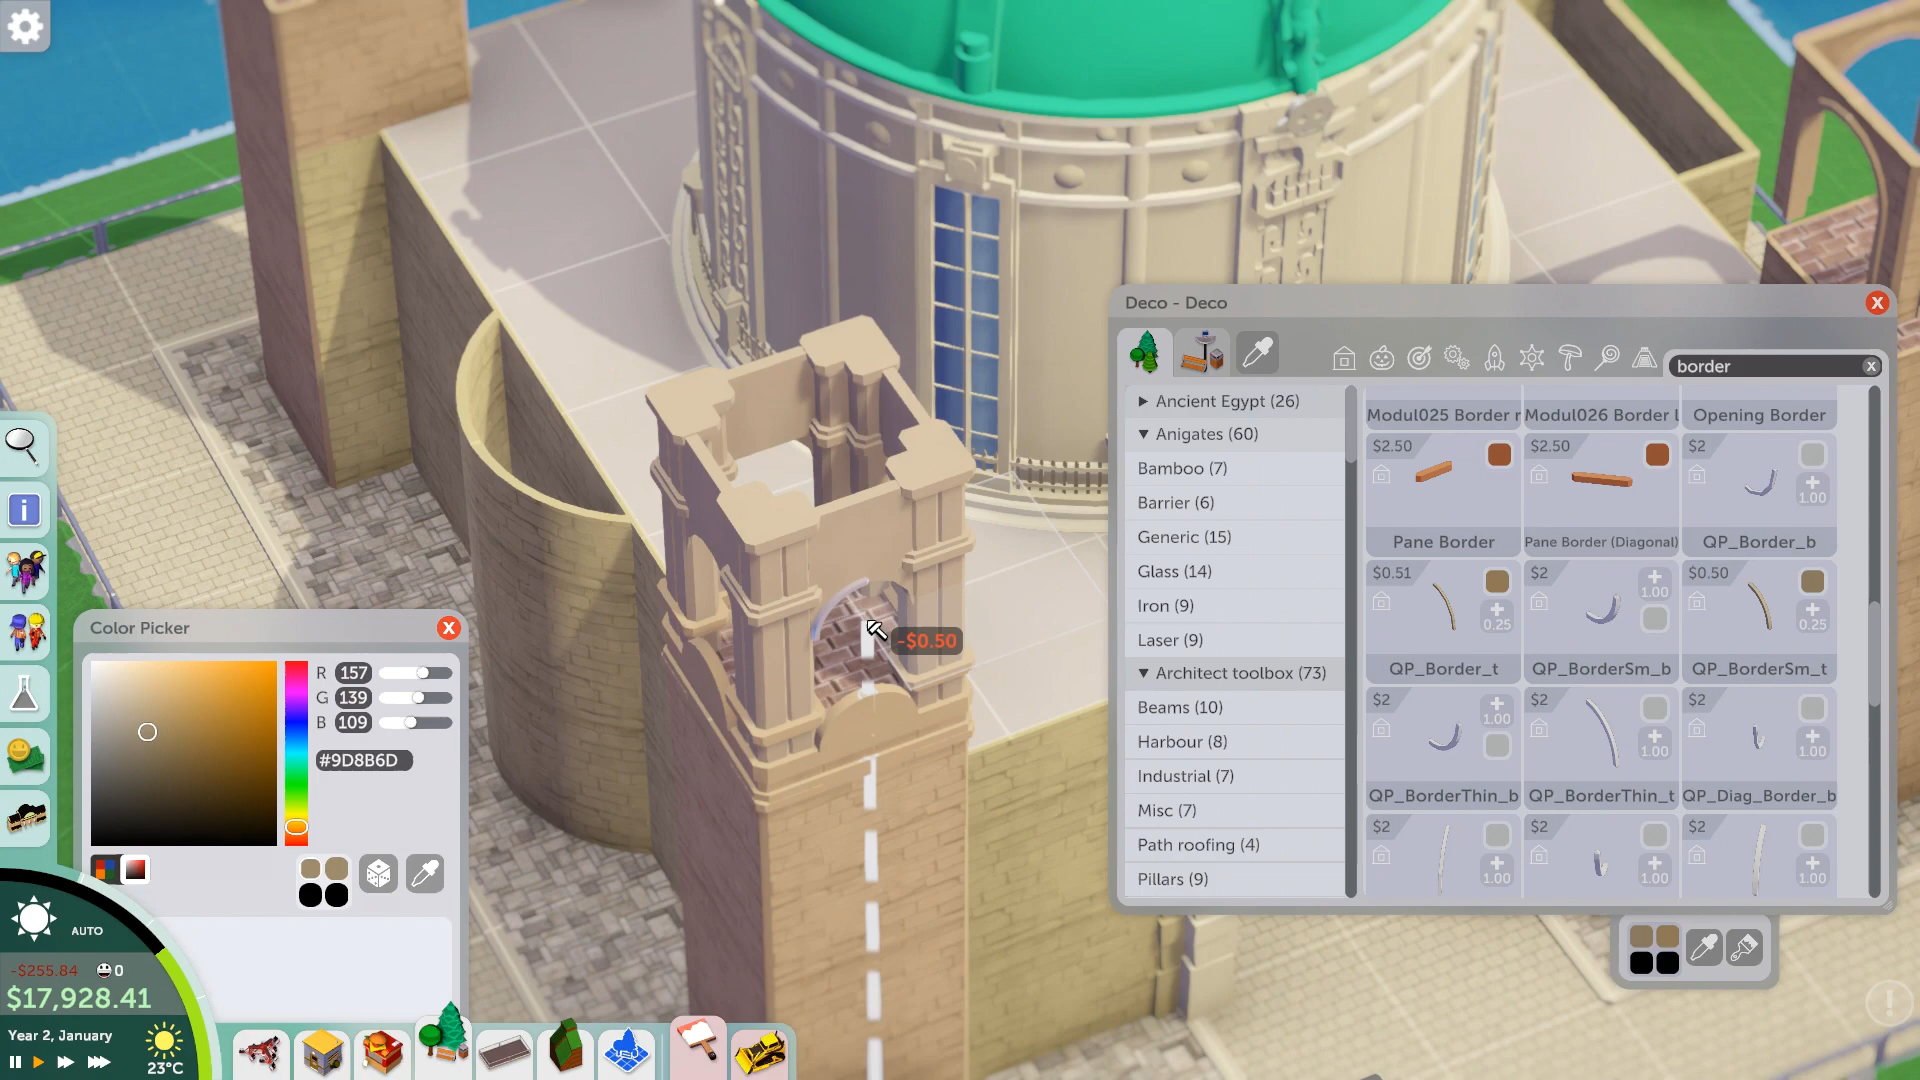 Deco - Deco
X
border
x
Ancient Egypt (26)
Anigates (60)
Bamboo (7)
Barrier (6)
Generic (15)
Glass (14)
Iron (9)
Laser (9)
Architect toolbox (73)
Beams (10)
Harbour (8)
Industrial (7)
Misc (7)
Path roofing (4)
Pillars (9)
Modul025 Border r
Modul026 Border l
Opening Border
$2.50
$2.50
$2
1.00
Pane Border
Pane Border (Diagonal)
QP_Border_b
$0.51
0.25
$2
1.00
$0.50
0.25
QP_Border_t
QP_BorderSm_b
QP_BorderSm_t
$2
1.00
$2
1.00
$2
1.00
QP_BorderThin_b
QP_BorderThin_t
QP_Diag_Border_b
$2
1.00
$2
1.00
$2
1.00
-$0.50
Color Picker
X
R 157
G 139
B 109
#9D8B6D
AUTO
-$255.84
0
$17,928.41
Year 2, January
23°C